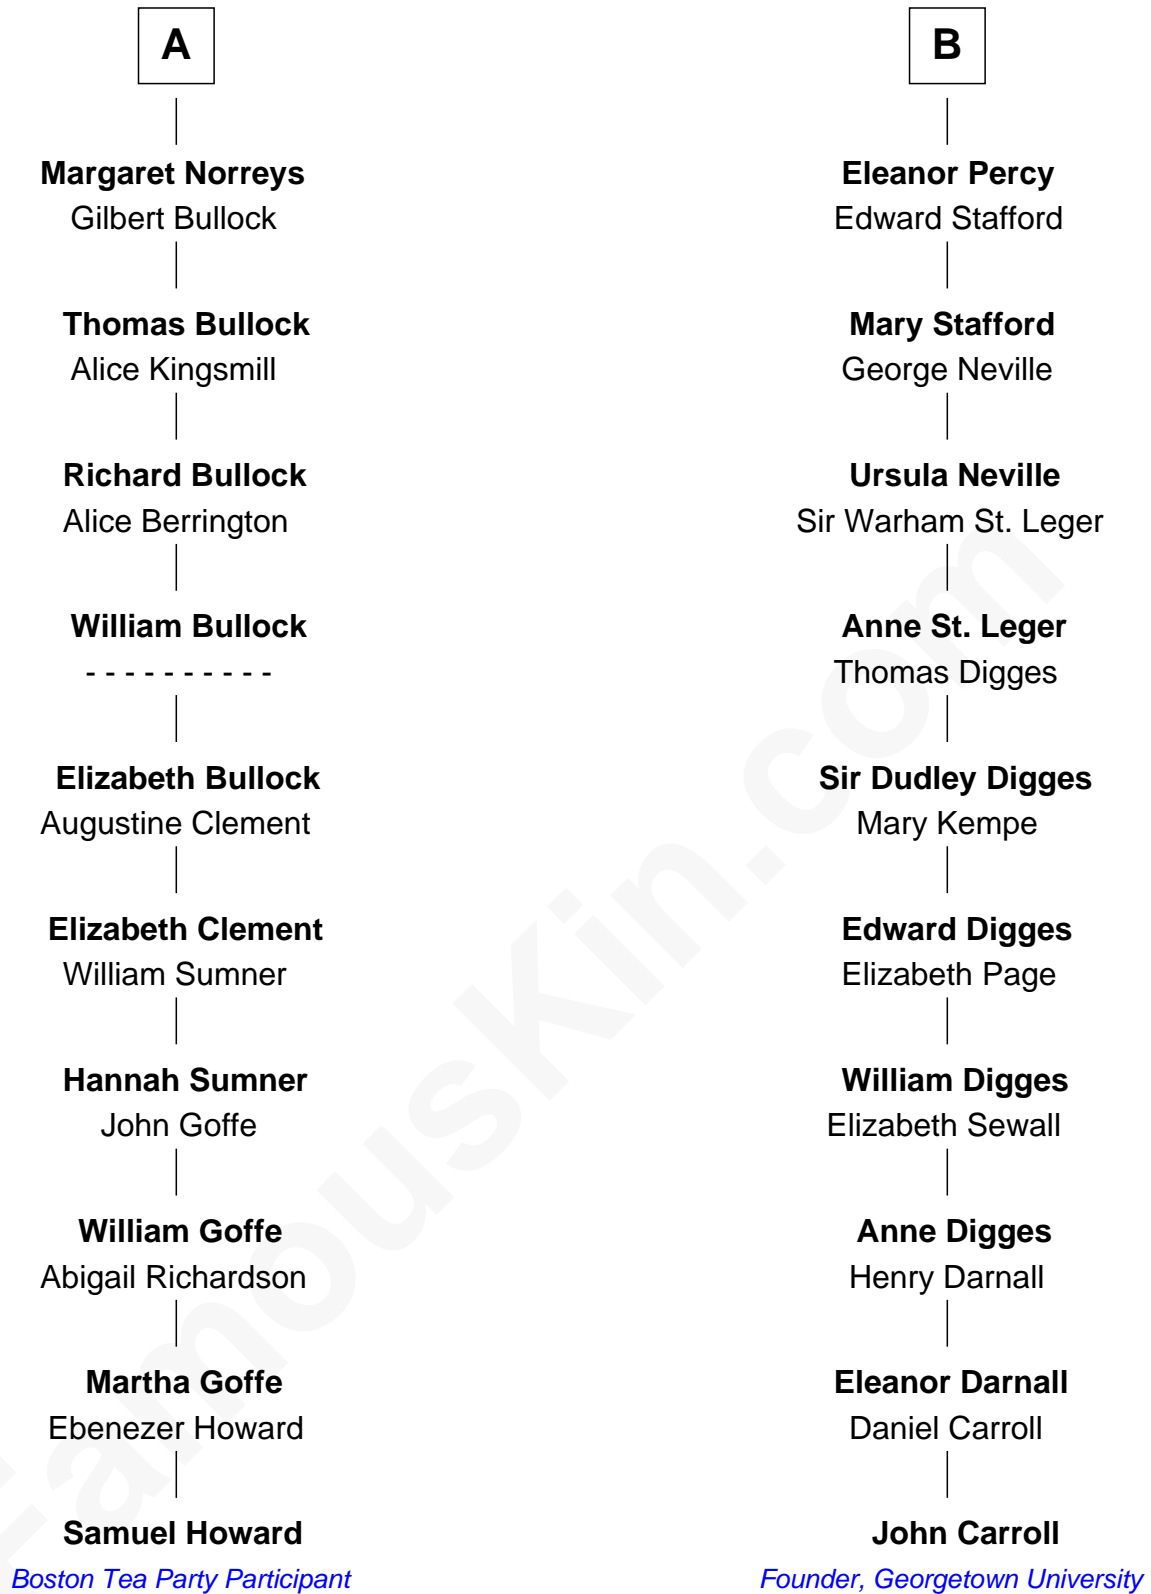 A
Margaret Norreys
Gilbert Bullock
Thomas Bullock
Alice Kingsmill
Richard Bullock
Alice Berrington
William Bullock
- - - - - - - - - -
Elizabeth Bullock
Augustine Clement
Elizabeth Clement
William Sumner
Hannah Sumner
John Goffe
William Goffe
Abigail Richardson
Martha Goffe
Ebenezer Howard
Samuel Howard
Boston Tea Party Participant
B
Eleanor Percy
Edward Stafford
Mary Stafford
George Neville
Ursula Neville
Sir Warham St. Leger
Anne St. Leger
Thomas Digges
Sir Dudley Digges
Mary Kempe
Edward Digges
Elizabeth Page
William Digges
Elizabeth Sewall
Anne Digges
Henry Darnall
Eleanor Darnall
Daniel Carroll
John Carroll
Founder, Georgetown University
FamousKin.com